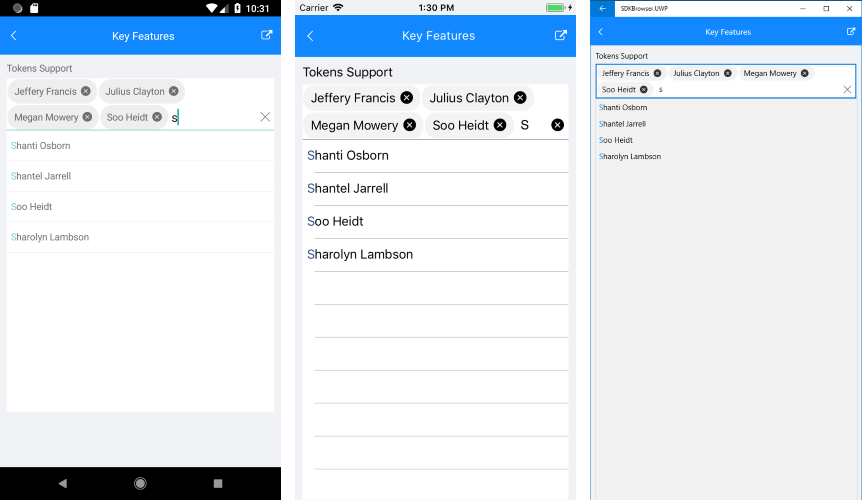 10:31
Key Features
Tokens Support
Jeffery Francis Julius Clayton
Megan Mowery Soo Heidt s
Shanti Osborn
Shantel Jarrell
Soo Heidt
Sharolyn Lambson
Carrier 1:30 PM
Key Features
Tokens Support
Jeffery Francis Julius Clayton
Megan Mowery Soo Heidt S
Shanti Osborn
Shantel Jarrell
Soo Heidt
Sharolyn Lambson
SDKBrowser.UWP
Key Features
Tokens Support
Jeffery Francis Julius Clayton Megan Mowery
Soo Heidt s
Shanti Osborn
Shantel Jarrell
Soo Heidt
Sharolyn Lambson